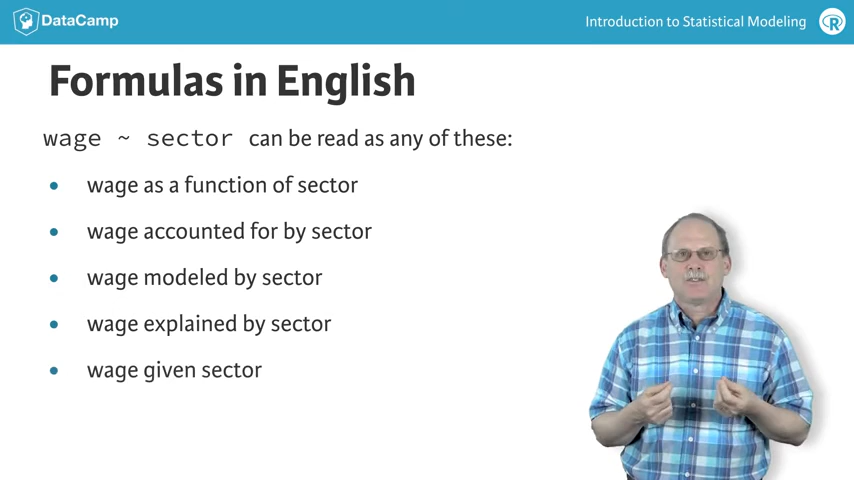 DataCamp
Introduction to Statistical Modeling
R
Formulas in English
wage ~ sector can be read as any of these:
• wage as a function of sector
• wage accounted for by sector
• wage modeled by sector
• wage explained by sector
• wage given sector